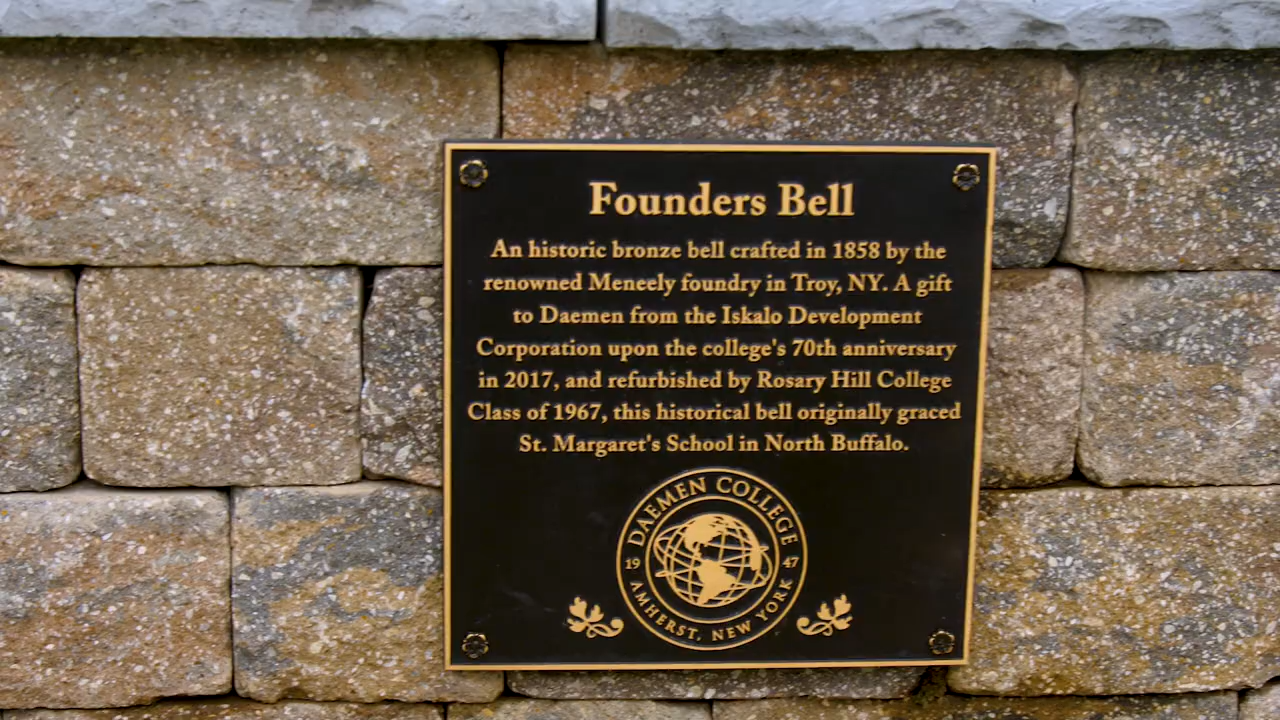 Founders Bell
An historic bronze bell crafted in 1858 by the
renowned Meneely foundry in Troy, NY. A gift
to Daemen from the Iskalo Development
Corporation upon the college's 70th anniversary
in 2017, and refurbished by Rosary Hill College
Class of 1967, this historical bell originally graced
St. Margaret's School in North Buffalo.
DAEMEN COLLEGE
19 47
AMHERST, NEW YORK